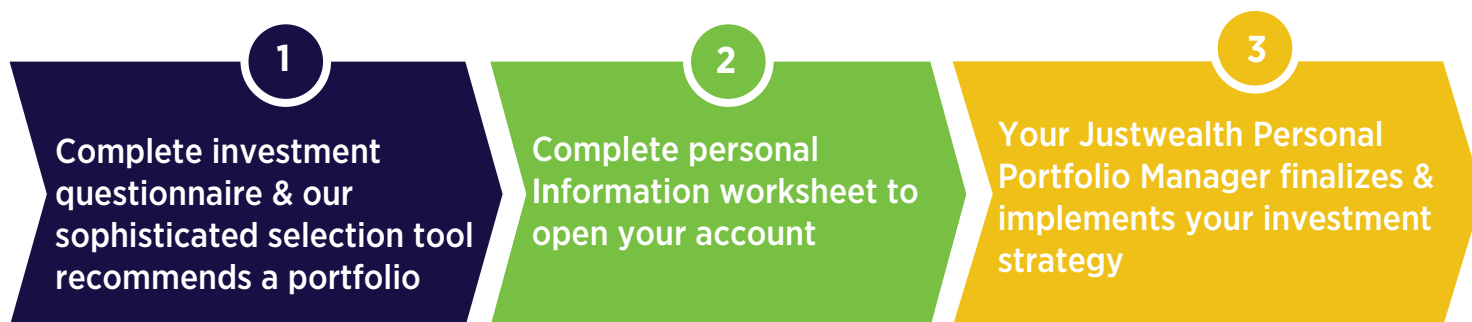 1
Complete investment
questionnaire & our
sophisticated selection tool
recommends a portfolio
2
Complete personal
Information worksheet to
open your account
3
Your Justwealth Personal
Portfolio Manager finalizes &
implements your investment
strategy